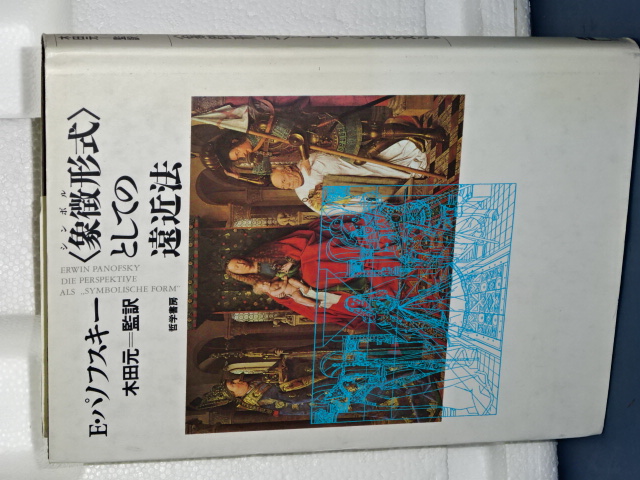 シンボル
〈象徴形式〉
としての
遠近法
ERWIN PANOFSKY
DIE PERSPEKTIVE
ALS „SYMBOLISCHE FORM"
E・パノフスキー
木田元=監訳
哲学書房